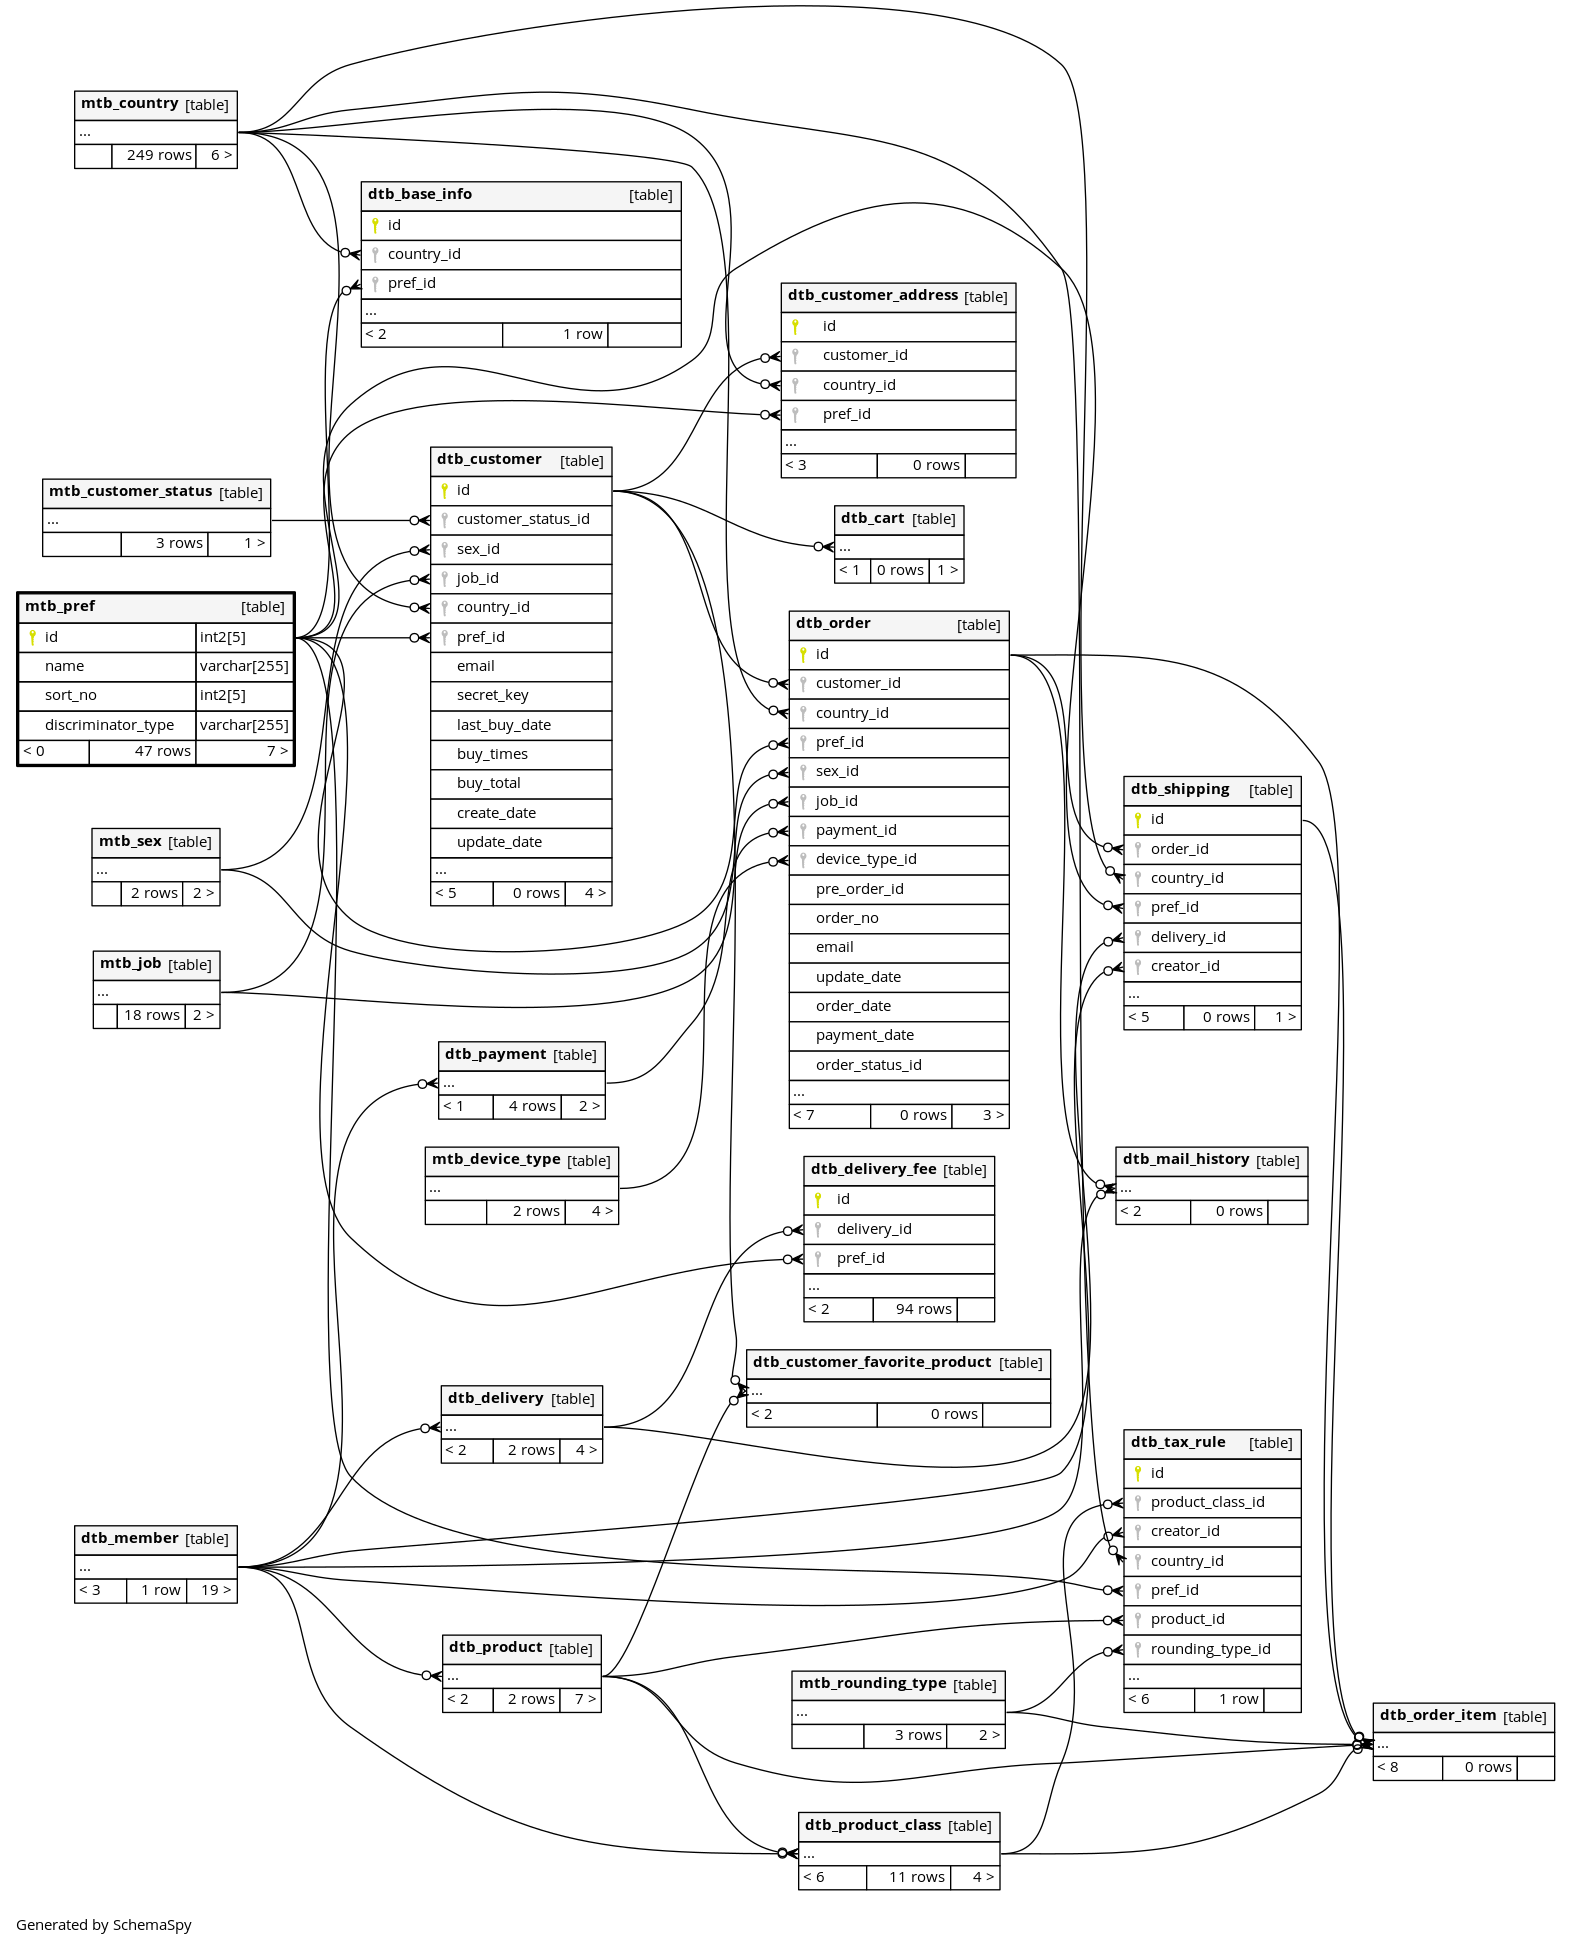 mtb_country [table]
...
249 rows 6 >
dtb_base_info [table]
id
country_id
pref_id
...
< 2 1 row
dtb_customer_address [table]
id
customer_id
country_id
pref_id
...
< 3 0 rows
dtb_customer [table]
id
customer_status_id
sex_id
job_id
country_id
pref_id
email
secret_key
last_buy_date
buy_times
buy_total
create_date
update_date
...
< 5 0 rows 4 >
mtb_customer_status [table]
...
3 rows 1 >
dtb_cart [table]
...
< 1 0 rows 1 >
mtb_pref [table]
id int2[5]
name varchar[255]
sort_no int2[5]
discriminator_type varchar[255]
< 0 47 rows 7 >
dtb_order [table]
id
customer_id
country_id
pref_id
sex_id
job_id
payment_id
device_type_id
pre_order_id
order_no
email
update_date
order_date
payment_date
order_status_id
...
< 7 0 rows 3 >
dtb_shipping [table]
id
order_id
country_id
pref_id
delivery_id
creator_id
...
< 5 0 rows 1 >
mtb_sex [table]
...
2 rows 2 >
mtb_job [table]
...
18 rows 2 >
dtb_payment [table]
...
< 1 4 rows 2 >
mtb_device_type [table]
...
2 rows 4 >
dtb_delivery_fee [table]
id
delivery_id
pref_id
...
< 2 94 rows
dtb_mail_history [table]
...
< 2 0 rows
dtb_customer_favorite_product [table]
...
< 2 0 rows
dtb_delivery [table]
...
< 2 2 rows 4 >
dtb_tax_rule [table]
id
product_class_id
creator_id
country_id
pref_id
product_id
rounding_type_id
...
< 6 1 row
dtb_member [table]
...
< 3 1 row 19 >
dtb_product [table]
...
< 2 2 rows 7 >
mtb_rounding_type [table]
...
3 rows 2 >
dtb_order_item [table]
...
< 8 0 rows
dtb_product_class [table]
...
< 6 11 rows 4 >
Generated by SchemaSpy